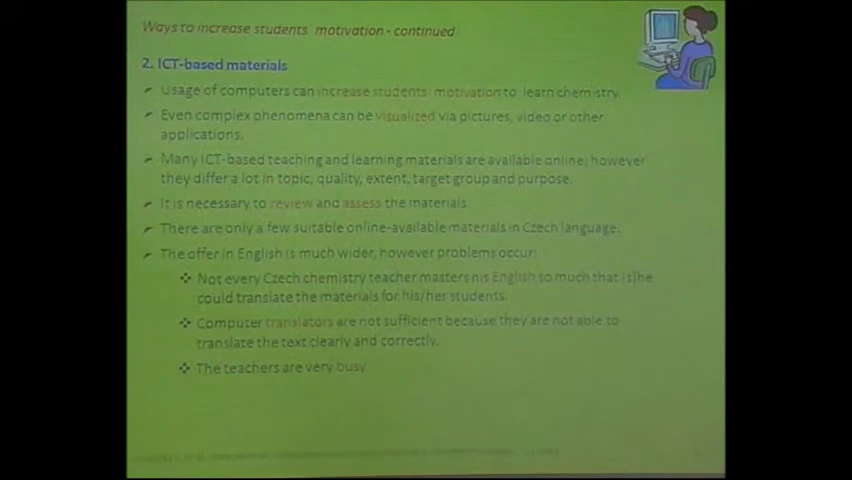 Ways to increase students' motivation - continued
2. ICT-based materials
Usage of computers can increase students' motivation to learn chemistry.
Even complex phenomena can be visualized via pictures, video or other
applications.
Many ICT-based teaching and learning materials are available online; however
they differ a lot in topic, quality, extent, target group and purpose.
It is necessary to review and assess the materials.
There are only a few suitable online-available materials in Czech language.
The offer in English is much wider, however problems occur:
Not every Czech chemistry teacher masters his English so much that (s)he
could translate the materials for his/her students.
Computer translators are not sufficient because they are not able to
translate the text clearly and correctly.
The teachers are very busy